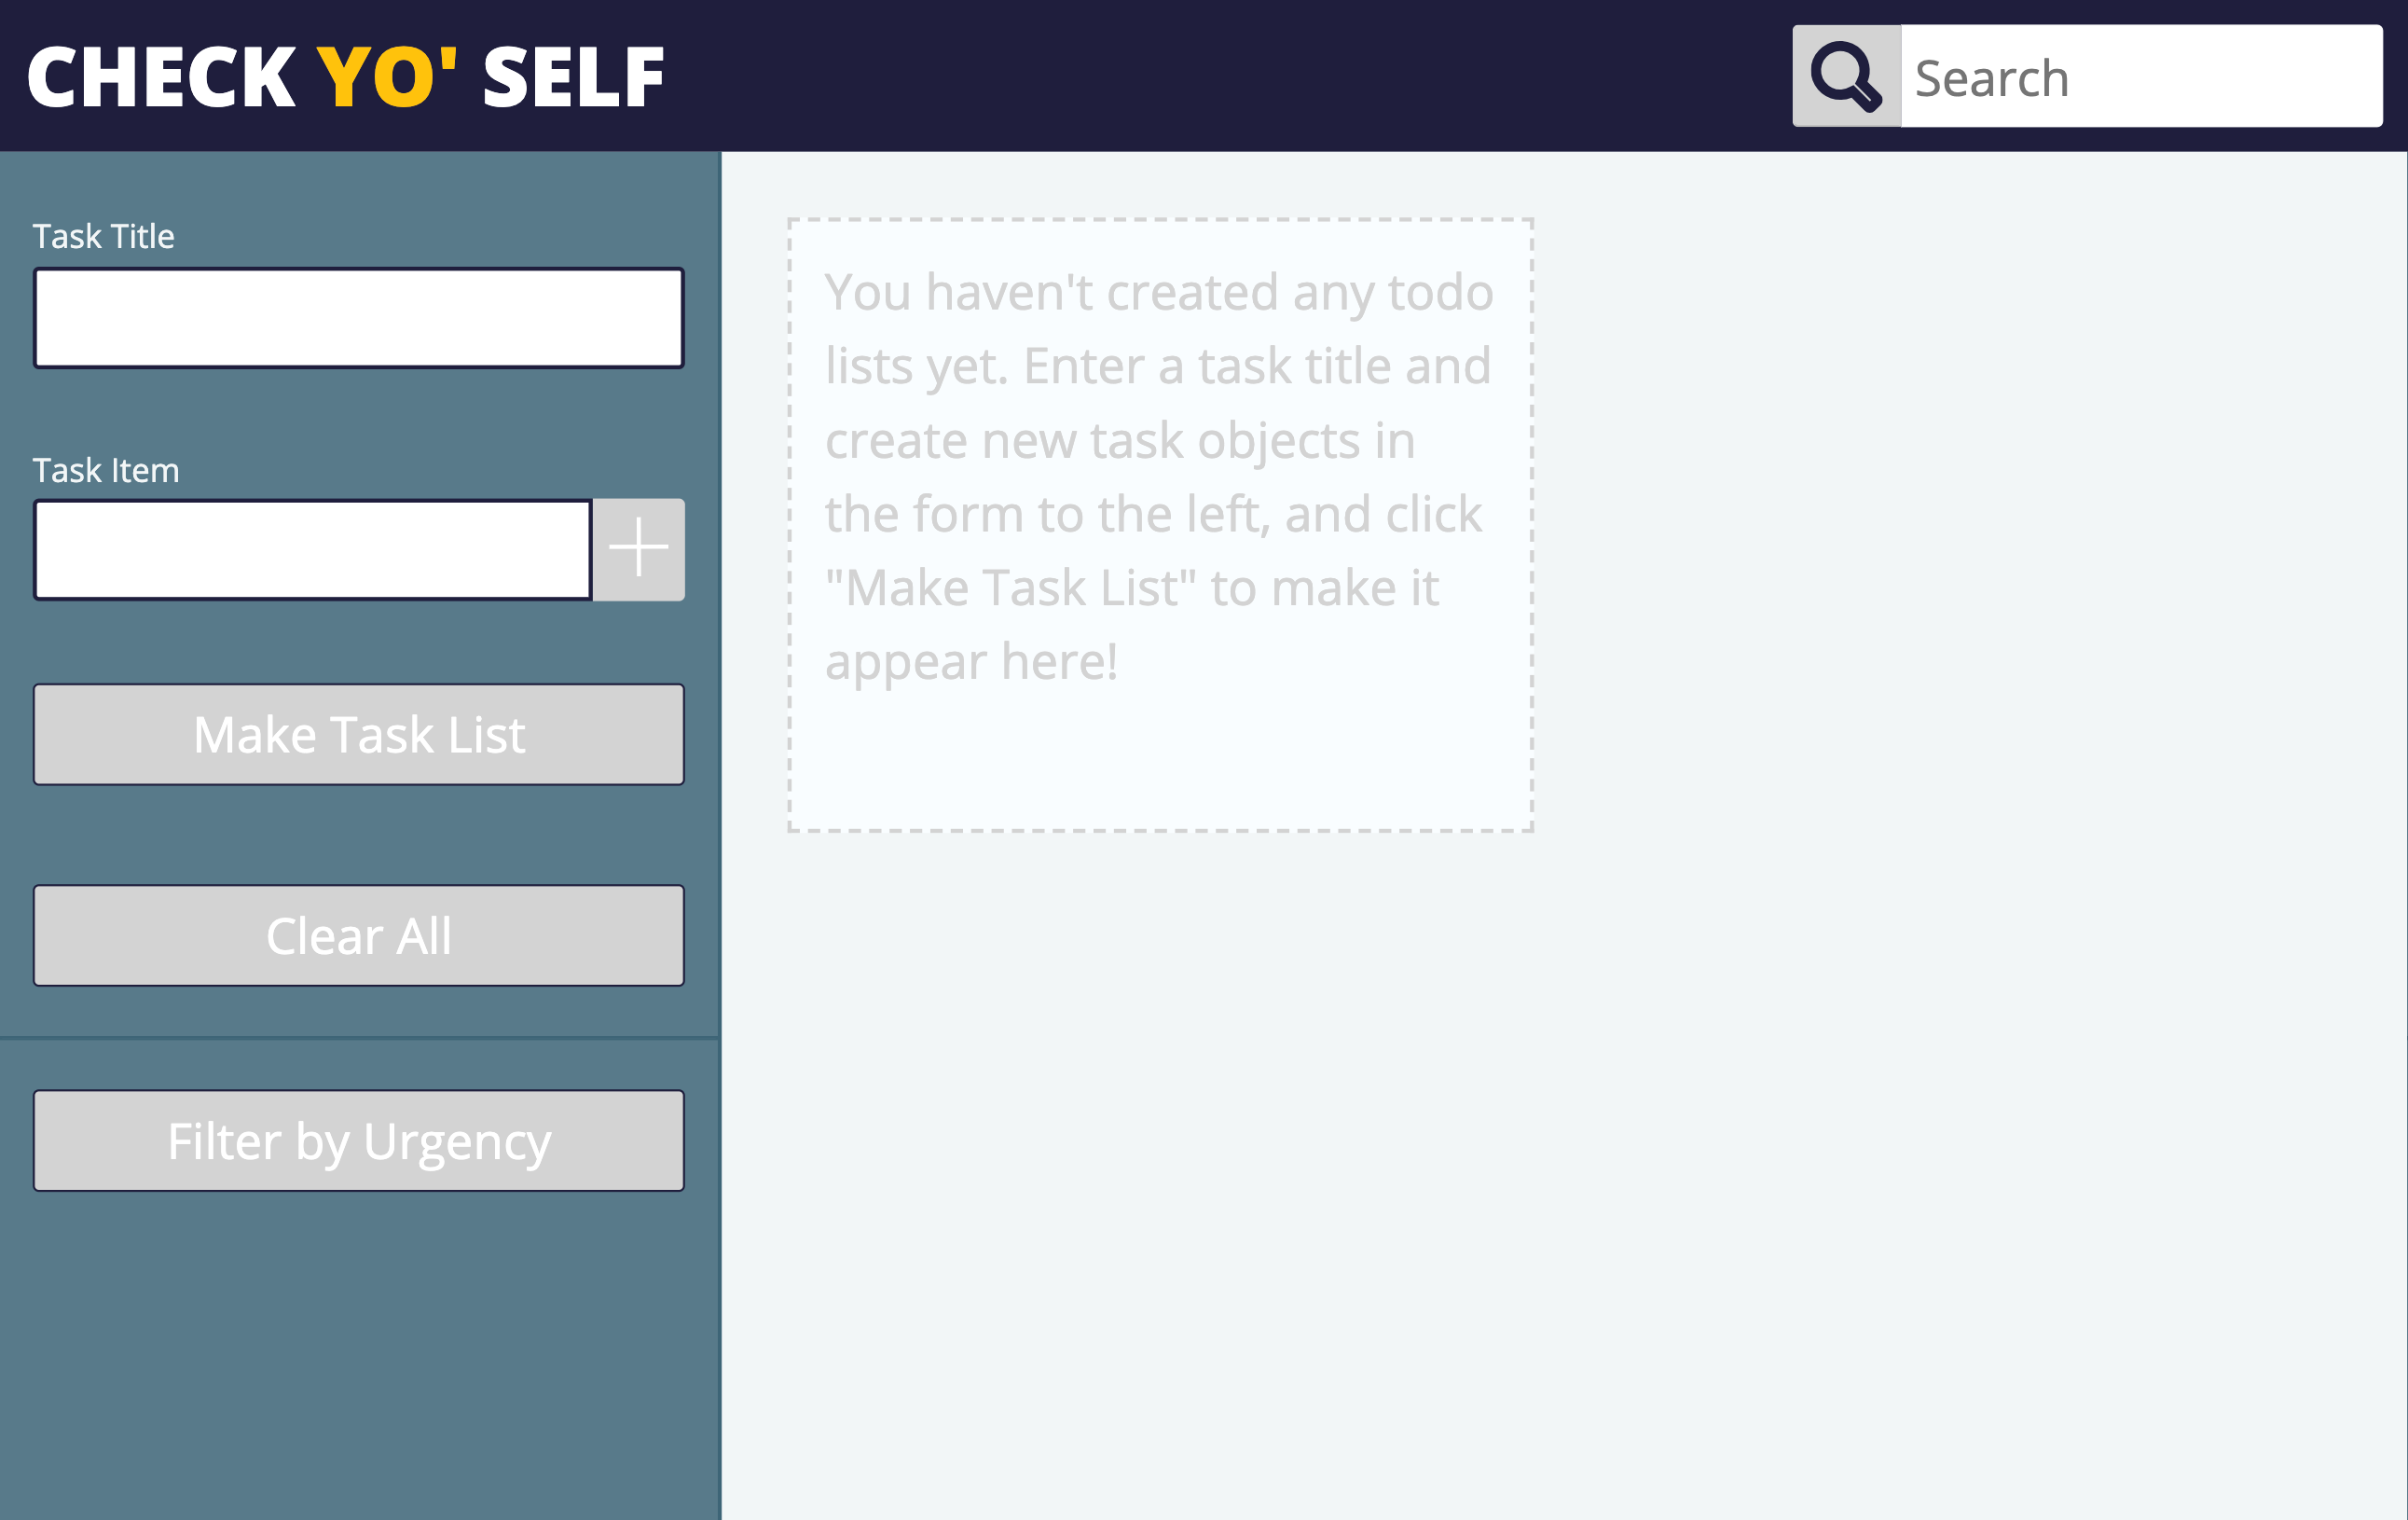 CHECK YO' SELF
Search
Task Title
Task Item
Make Task List
Clear All
Filter by Urgency
You haven't created any todo
lists yet. Enter a task title and
create new task objects in
the form to the left, and click
"Make Task List" to make it
appear here!